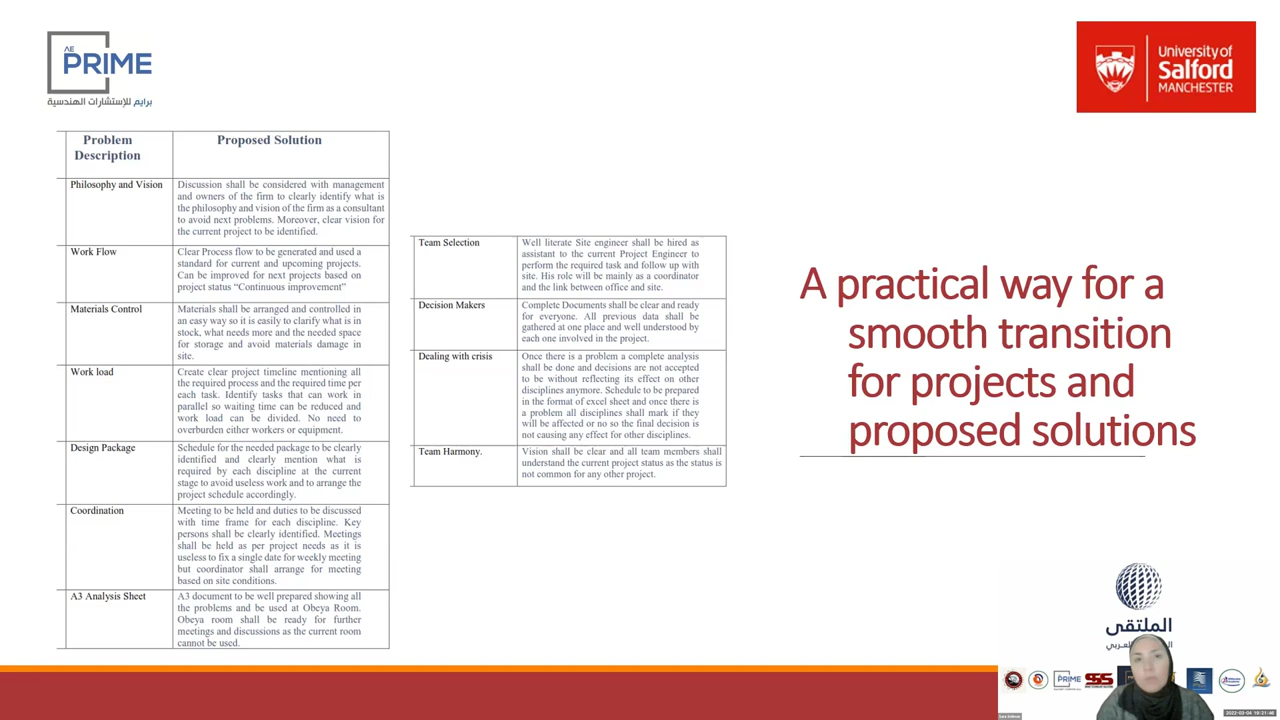 AE
PRIME
برايم للإستشارات الهندسية
University of
Salford
MANCHESTER
Problem
Description
Proposed Solution
Philosophy and Vision
Discussion shall be considered with management
and owners of the firm to clearly identify what is
the philosophy and vision of the firm as a consultant
to avoid next problems. Moreover, clear vision for
the current project to be identified.
Work Flow
Clear Process flow to be generated and used a
standard for current and upcoming projects.
Can be improved for next projects based on
project status “Continuous improvement”
Materials Control
Materials shall be arranged and controlled in
an easy way so it is easily to clarify what is in
stock, what needs more and the needed space
for storage and avoid materials damage in
site.
Work load
Create clear project timeline mentioning all
the required process and the required time per
each task. Identify tasks that can work in
parallel so waiting time can be reduced and
work load can be divided. No need to
overburden either workers or equipment.
Design Package
Schedule for the needed package to be clearly
identified and clearly mention what is
required by each discipline at the current
stage to avoid useless work and to arrange the
project schedule accordingly.
Coordination
Meeting to be held and duties to be discussed
with time frame for each discipline. Key
persons shall be clearly identified. Meetings
shall be held as per project needs as it is
useless to fix a single date for weekly meeting
but coordinator shall arrange for meeting
based on site conditions.
A3 Analysis Sheet
A3 document to be well prepared showing all
the problems and be used at Obeya Room.
Obeya room shall be ready for further
meetings and discussions as the current room
cannot be used.
Team Selection
Well literate Site engineer shall be hired as
assistant to the current Project Engineer to
perform the required task and follow up with
site. His role will be mainly as a coordinator
and the link between office and site.
Decision Makers
Complete Documents shall be clear and ready
for everyone. All previous data shall be
gathered at one place and well understood by
each one involved in the project.
Dealing with crisis
Once there is a problem a complete analysis
shall be done and decisions are not accepted
to be without reflecting its effect on other
disciplines anymore. Schedule to be prepared
in the format of excel sheet and once there is
a problem all disciplines shall mark if they
will be affected or no so the final decision is
not causing any effect for other disciplines.
Team Harmony.
Vision shall be clear and all team members shall
understand the current project status as the status is
not common for any other project.
A practical way for a
smooth transition
for projects and
proposed solutions
الملتقى
PRIME
SSS